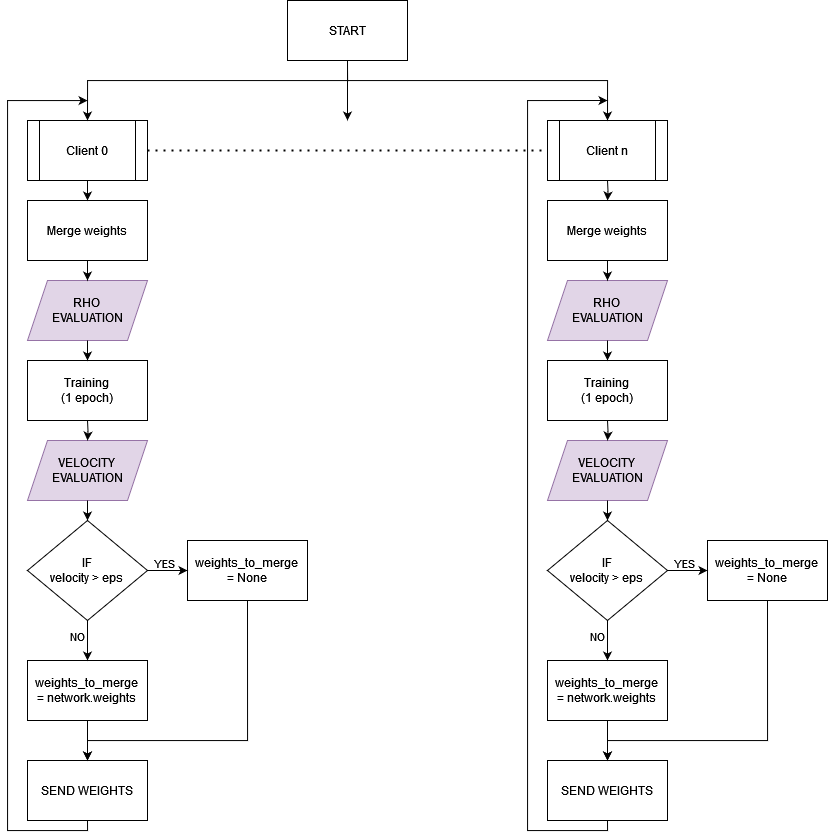 START
Client 0
Client n
Merge weights
Merge weights
RHO
EVALUATION
RHO
EVALUATION
Training
(1 epoch)
Training
(1 epoch)
VELOCITY
EVALUATION
VELOCITY
EVALUATION
IF
velocity > eps
YES
weights_to_merge
= None
IF
velocity > eps
YES
weights_to_merge
= None
NO
NO
weights_to_merge
= network.weights
weights_to_merge
= network.weights
SEND WEIGHTS
SEND WEIGHTS